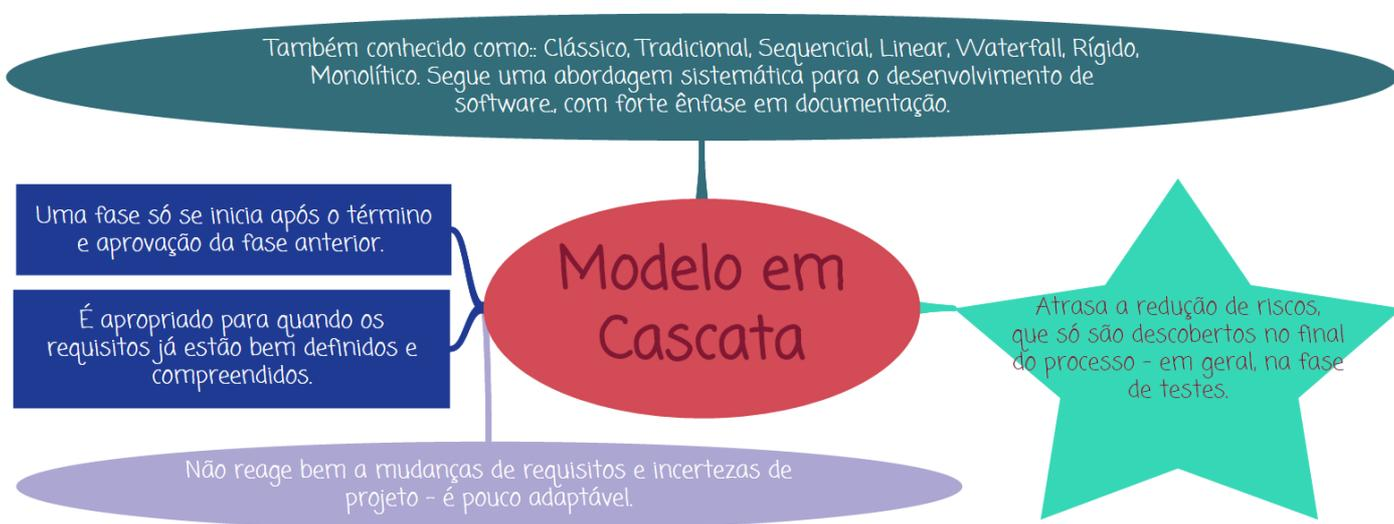 Também conhecido como:: Clássico, Tradicional, Sequencial, Linear, Waterfall, Rígido,
Monolítico. Segue uma abordagem sistemática para o desenvolvimento de
software., com forte ênfase em documentação.
Uma fase só se inicia após o término
e aprovação da fase anterior.
É apropriado para quando os
requisitos já estão bem definidos e
compreendidos.
Modelo em
Cascata
Atrasa a redução de riscos,
que só são descobertos no final
do processo - em geral, na fase
de testes.
Não reage bem a mudanças de requisitos e incertezas de
projeto - é pouco adaptável.